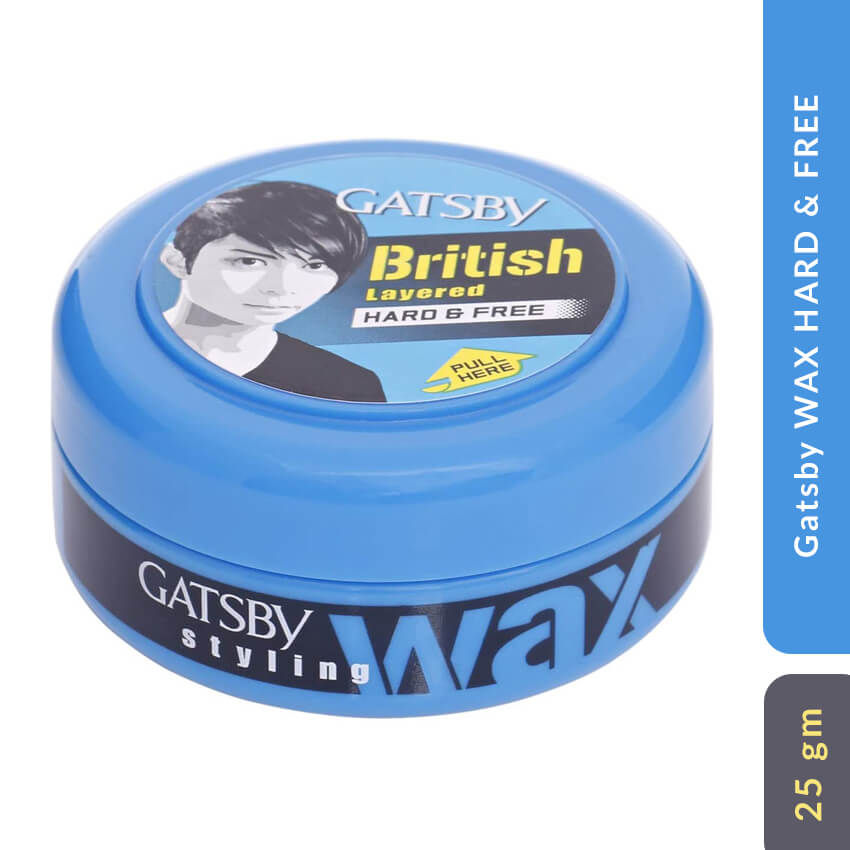 GATSBY
British
Layered
HARD & FREE
PULL
HERE
GATSBY
styling
wax
Gatsby WAX HARD & FREE
25 gm